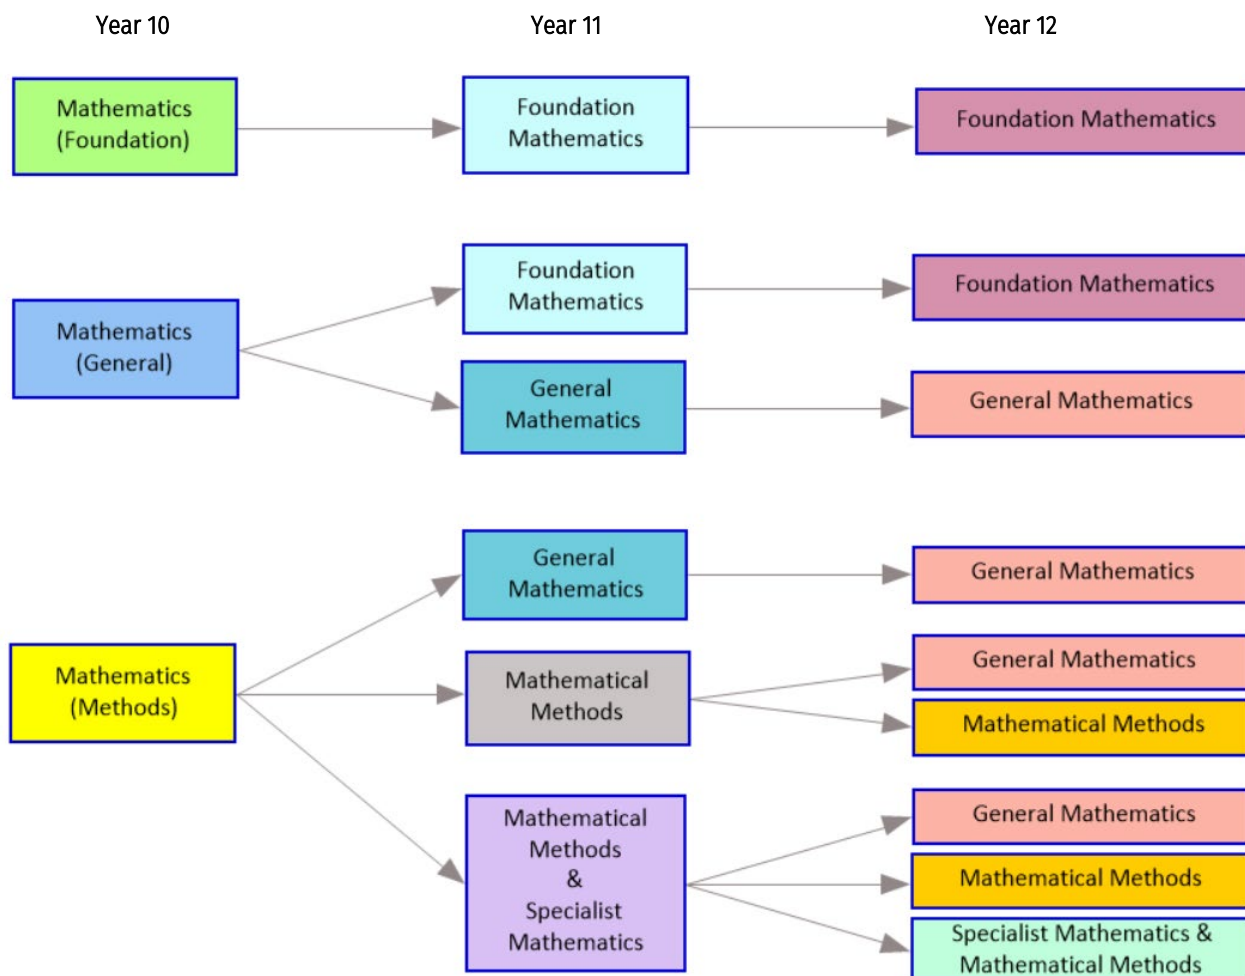 Year 10
Year 11
Year 12
Mathematics
(Foundation)
Foundation
Mathematics
Foundation Mathematics
Mathematics
(General)
Foundation
Mathematics
Foundation Mathematics
General
Mathematics
General Mathematics
Mathematics
(Methods)
General
Mathematics
General Mathematics
Mathematical
Methods
General Mathematics
Mathematical Methods
Mathematical
Methods
&
Specialist
Mathematics
General Mathematics
Mathematical Methods
Specialist Mathematics &
Mathematical Methods